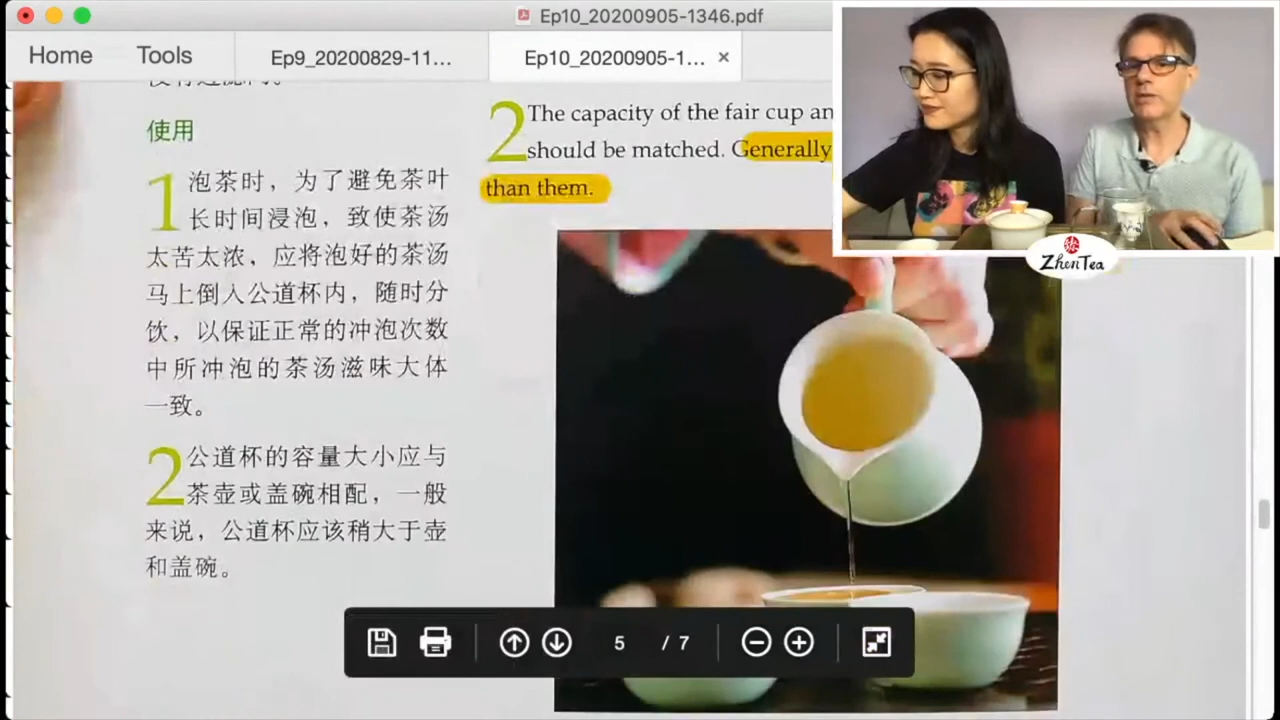 Ep10_20200905-1346.pdf
Home
Tools
Ep9_20200829-11...
Ep10_20200905-1...
使用
1 泡茶时，为了避免茶叶
长时间浸泡，致使茶汤
太苦太浓，应将泡好的茶汤
马上倒入公道杯内，随时分
饮，以保证正常的冲泡次数
中所冲泡的茶汤滋味大体
一致。
2 公道杯的容量大小应与
茶壶或盖碗相配，一般
来说，公道杯应该稍大于壶
和盖碗。
2 The capacity of the fair cup an
should be matched. Generally
than them.
Zhen Tea
5 / 7